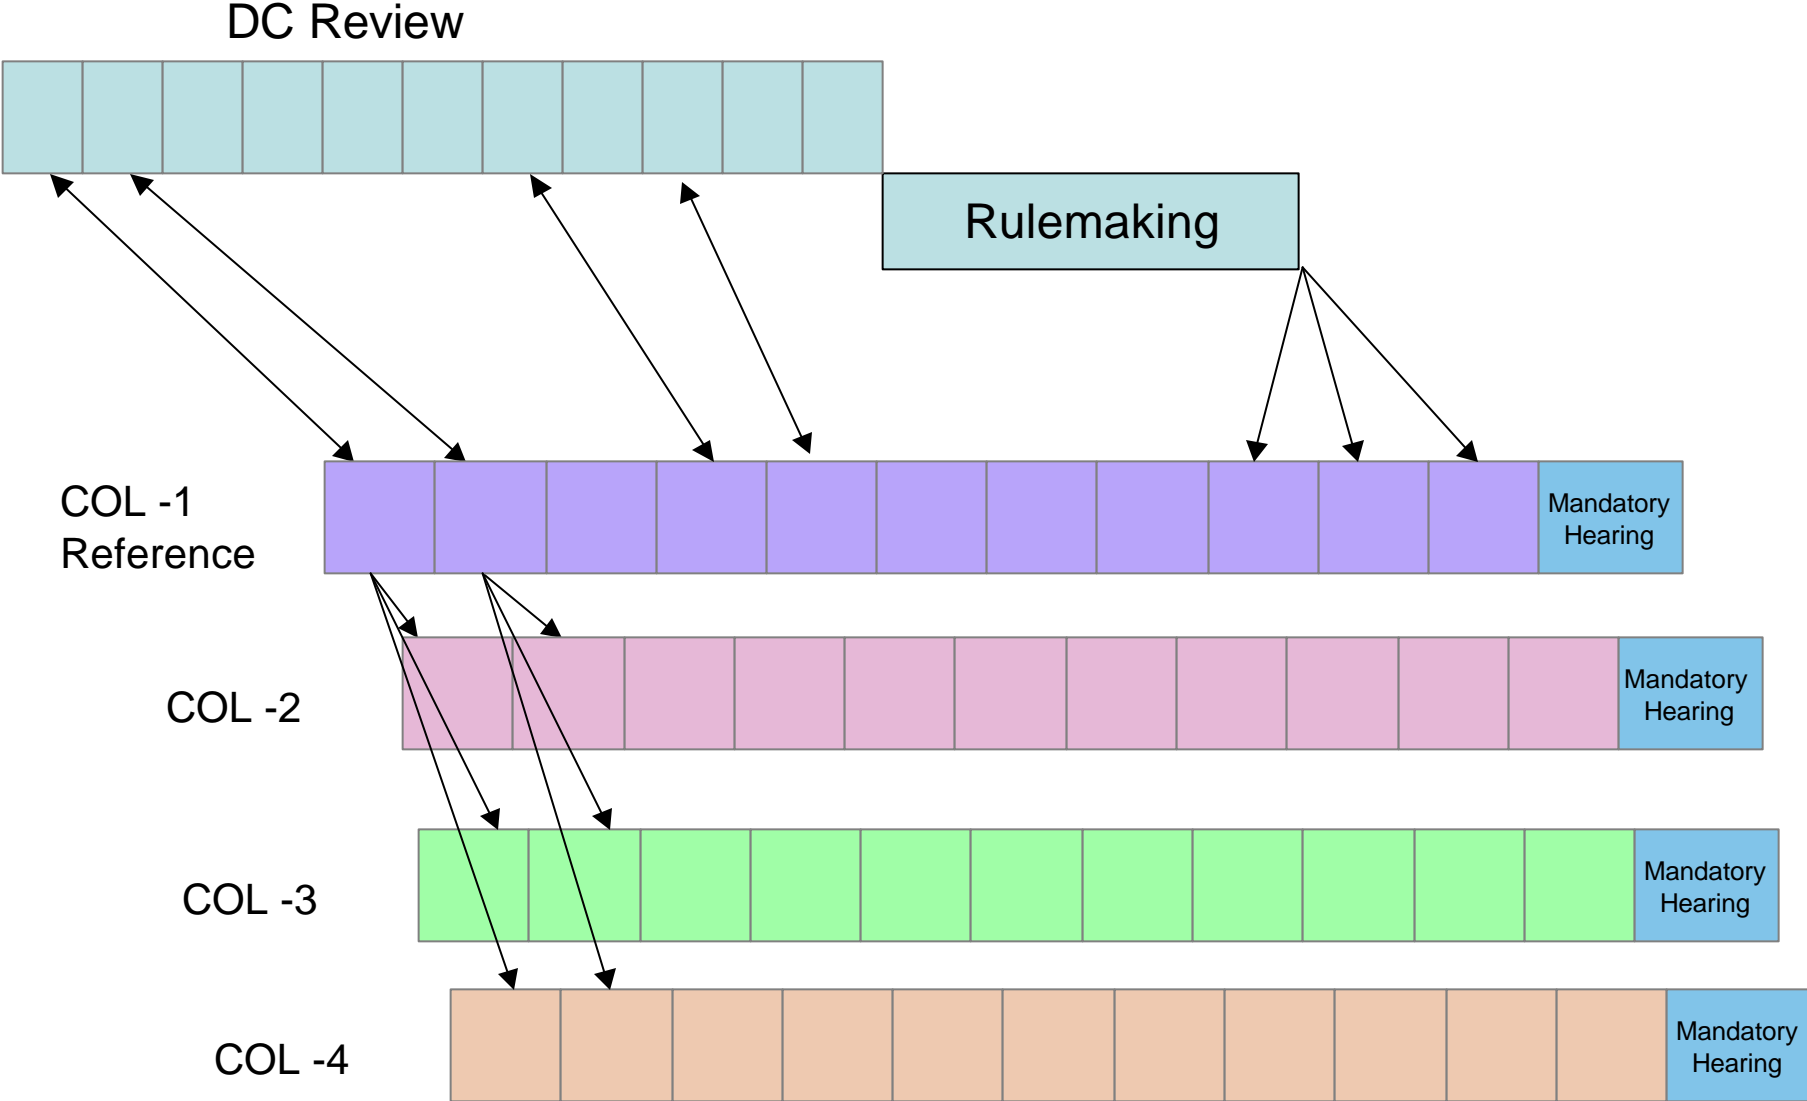 DC Review
Rulemaking
COL -1
Reference
Mandatory
Hearing
COL -2
Mandatory
Hearing
COL -3
Mandatory
Hearing
COL -4
Mandatory
Hearing